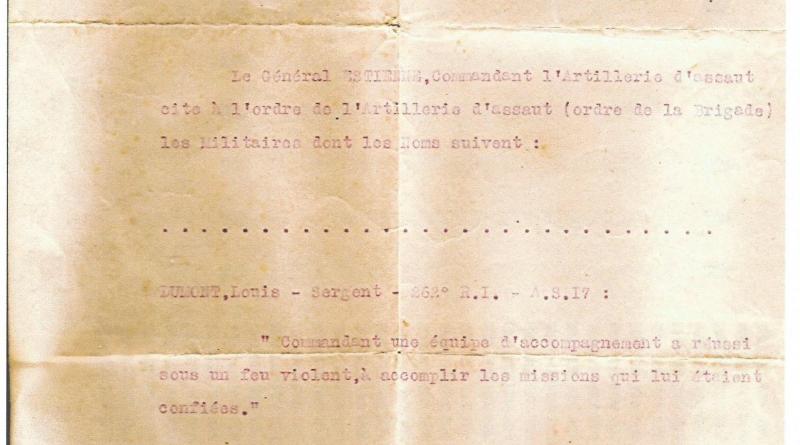 Le Général ESTIENNE,Commandant l'Artillerie d'assaut
cite à l'ordre de l'Artillerie d'assaut (ordre de la Brigade)
les Militaires dont les Noms suivent :
. . . . . . . . . . . . . . . . . . . . . . . . . . . . . . .
DUMONT,Louis - Sergent - 262° R.I. - A.S.I7 :
" Commandant une équipe d'accompagnement a réussi
sous un feu violent,à accomplir les missions qui lui étaient
confiées."